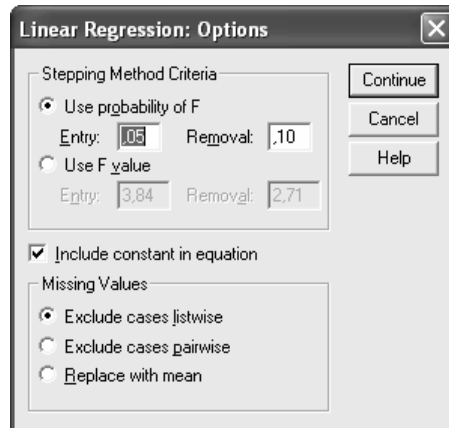 Linear Regression: Options
Stepping Method Criteria
Use probability of F
Entry: ,05 Removal: ,10
Use F value
Entry: 3,84 Removal: 2,71
Include constant in equation
Missing Values
Exclude cases listwise
Exclude cases pairwise
Replace with mean
Continue
Cancel
Help